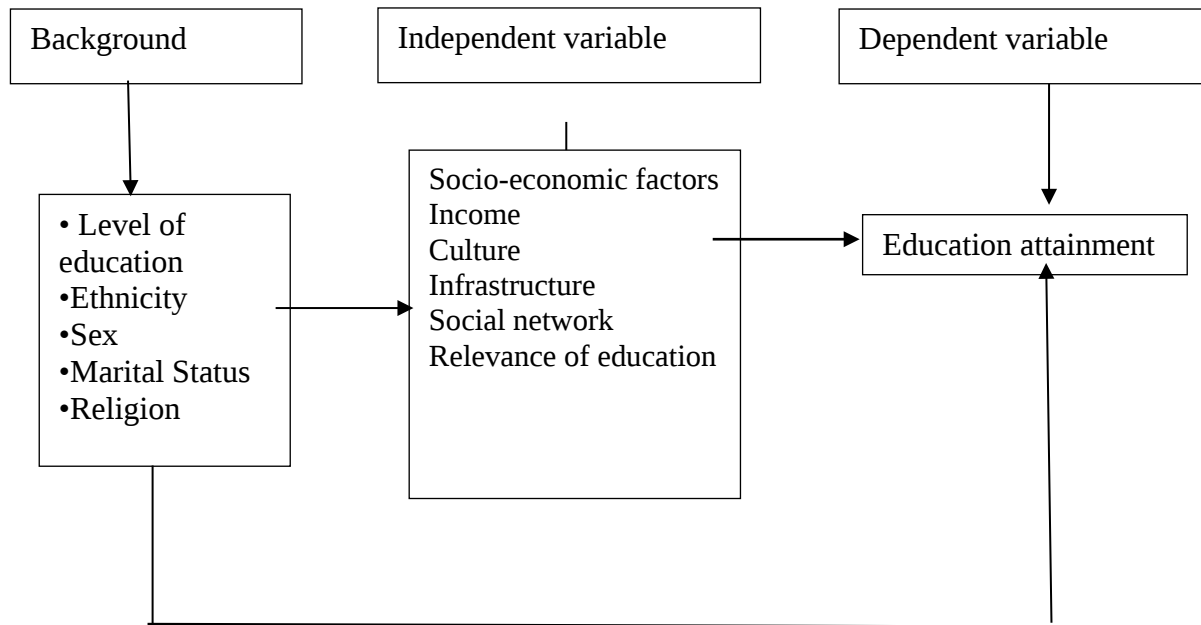 Background
Independent variable
Dependent variable
• Level of
education
•Ethnicity
•Sex
•Marital Status
•Religion
Socio-economic factors
Income
Culture
Infrastructure
Social network
Relevance of education
Education attainment